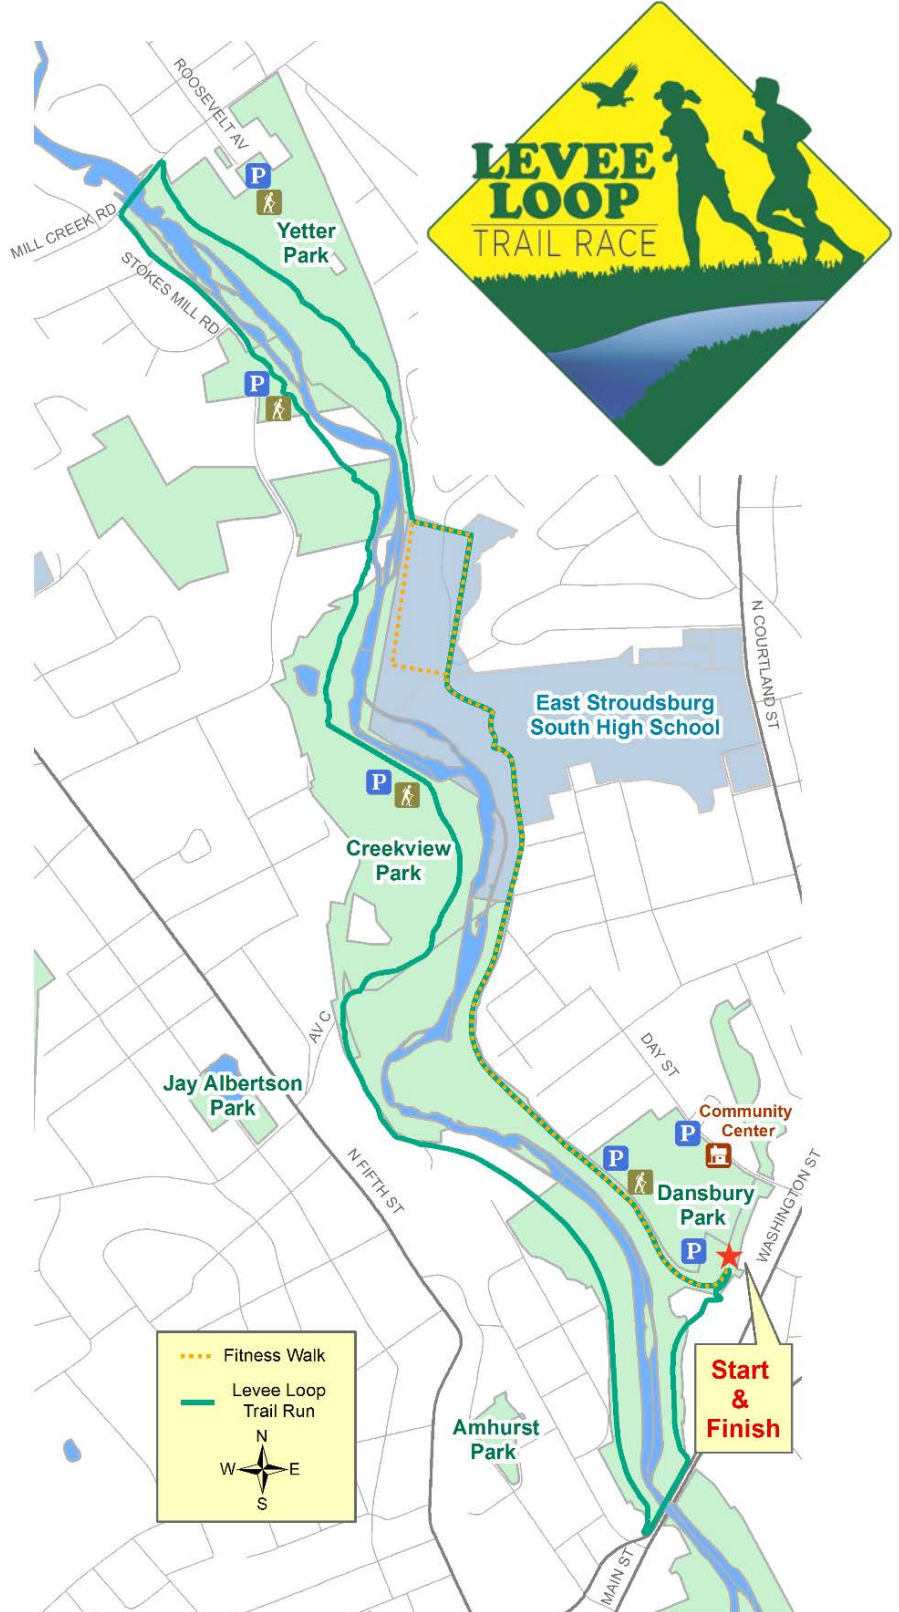 LEVEE
LOOP
TRAIL RACE
ROOSEVELT AV
P
Yetter
Park
MILL CREEK RD
STOKES MILL RD
P
N COURTLAND ST
East Stroudsburg
South High School
P
Creekview
Park
AV C
DAY ST
Jay Albertson
Park
Community
Center
P
P
Dansbury
Park
P
WASHINGTON ST
N FIFTH ST
Start
&
Finish
Fitness Walk
Levee Loop
Trail Run
N
W E
S
Amhurst
Park
MAIN ST